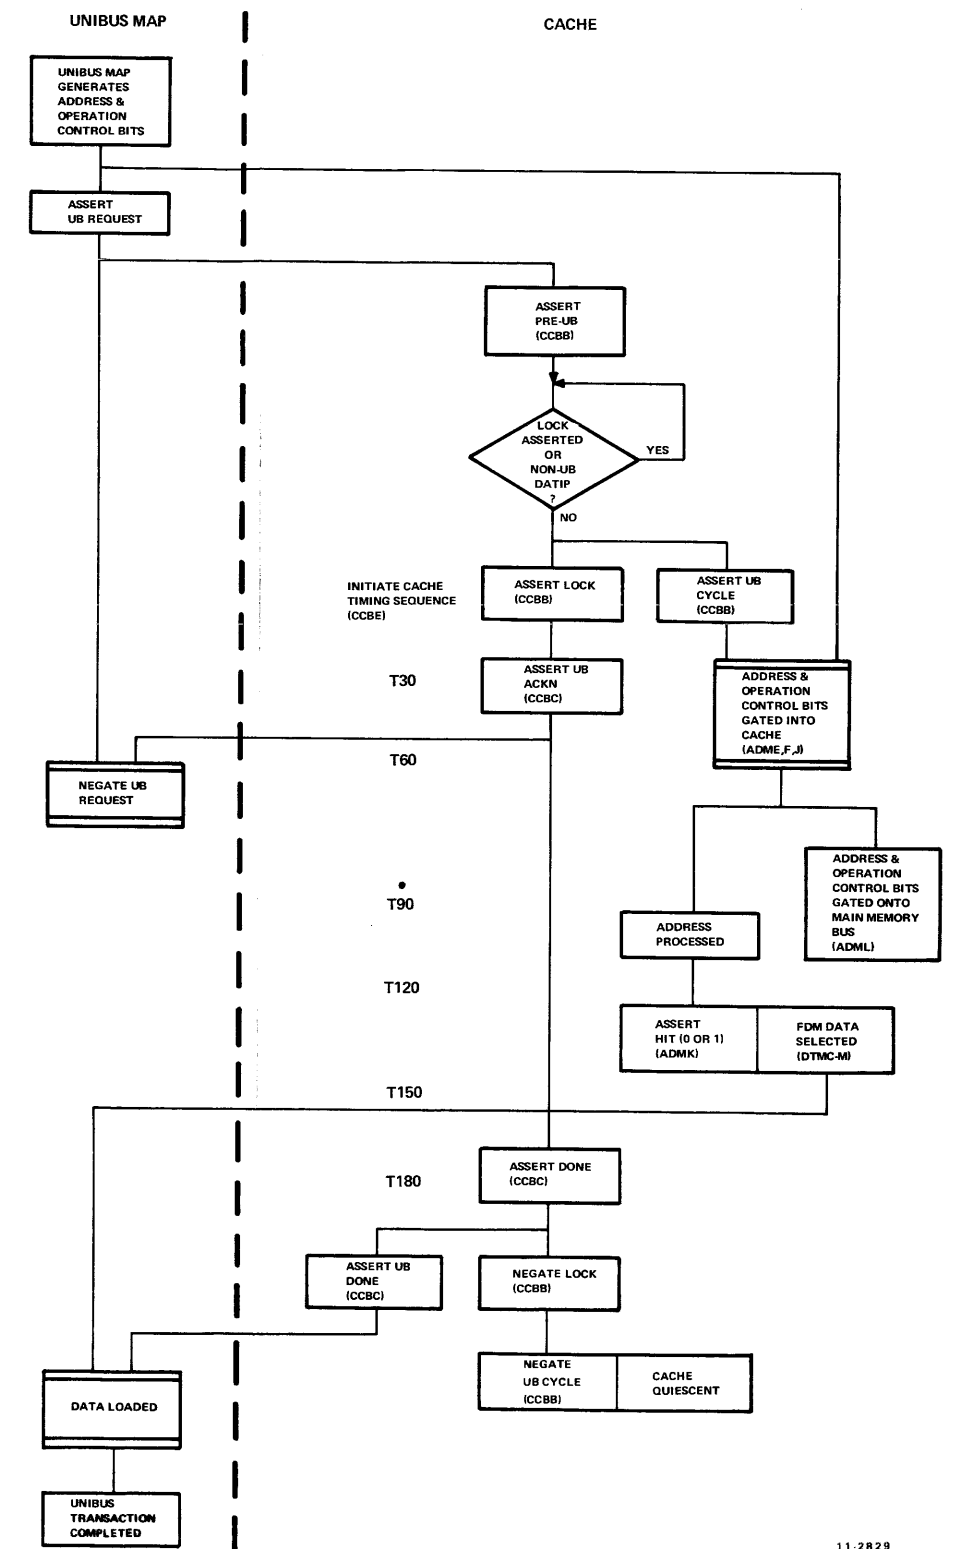 UNIBUS MAP
CACHE
UNIBUS MAP
GENERATES
ADDRESS &
OPERATION
CONTROL BITS
ASSERT
UB REQUEST
ASSERT
PRE-UB
(CCBB)
LOCK
ASSERTED
OR
NON-UB
DATIP
?
YES
NO
INITIATE CACHE
TIMING SEQUENCE
(CCBE)
ASSERT LOCK
(CCBB)
ASSERT UB
CYCLE
(CCBB)
T30
ASSERT UB
ACKN
(CCBC)
ADDRESS &
OPERATION
CONTROL BITS
GATED INTO
CACHE
(ADME,F,J)
T60
NEGATE UB
REQUEST
T90
ADDRESS
PROCESSED
ADDRESS &
OPERATION
CONTROL BITS
GATED ONTO
MAIN MEMORY
BUS
(ADML)
T120
ASSERT
HIT (0 OR 1)
(ADMK)
FDM DATA
SELECTED
(DTMC-M)
T150
ASSERT DONE
(CCBC)
T180
ASSERT UB
DONE
(CCBC)
NEGATE LOCK
(CCBB)
NEGATE
UB CYCLE
(CCBB)
CACHE
QUIESCENT
DATA LOADED
UNIBUS
TRANSACTION
COMPLETED
11-2829